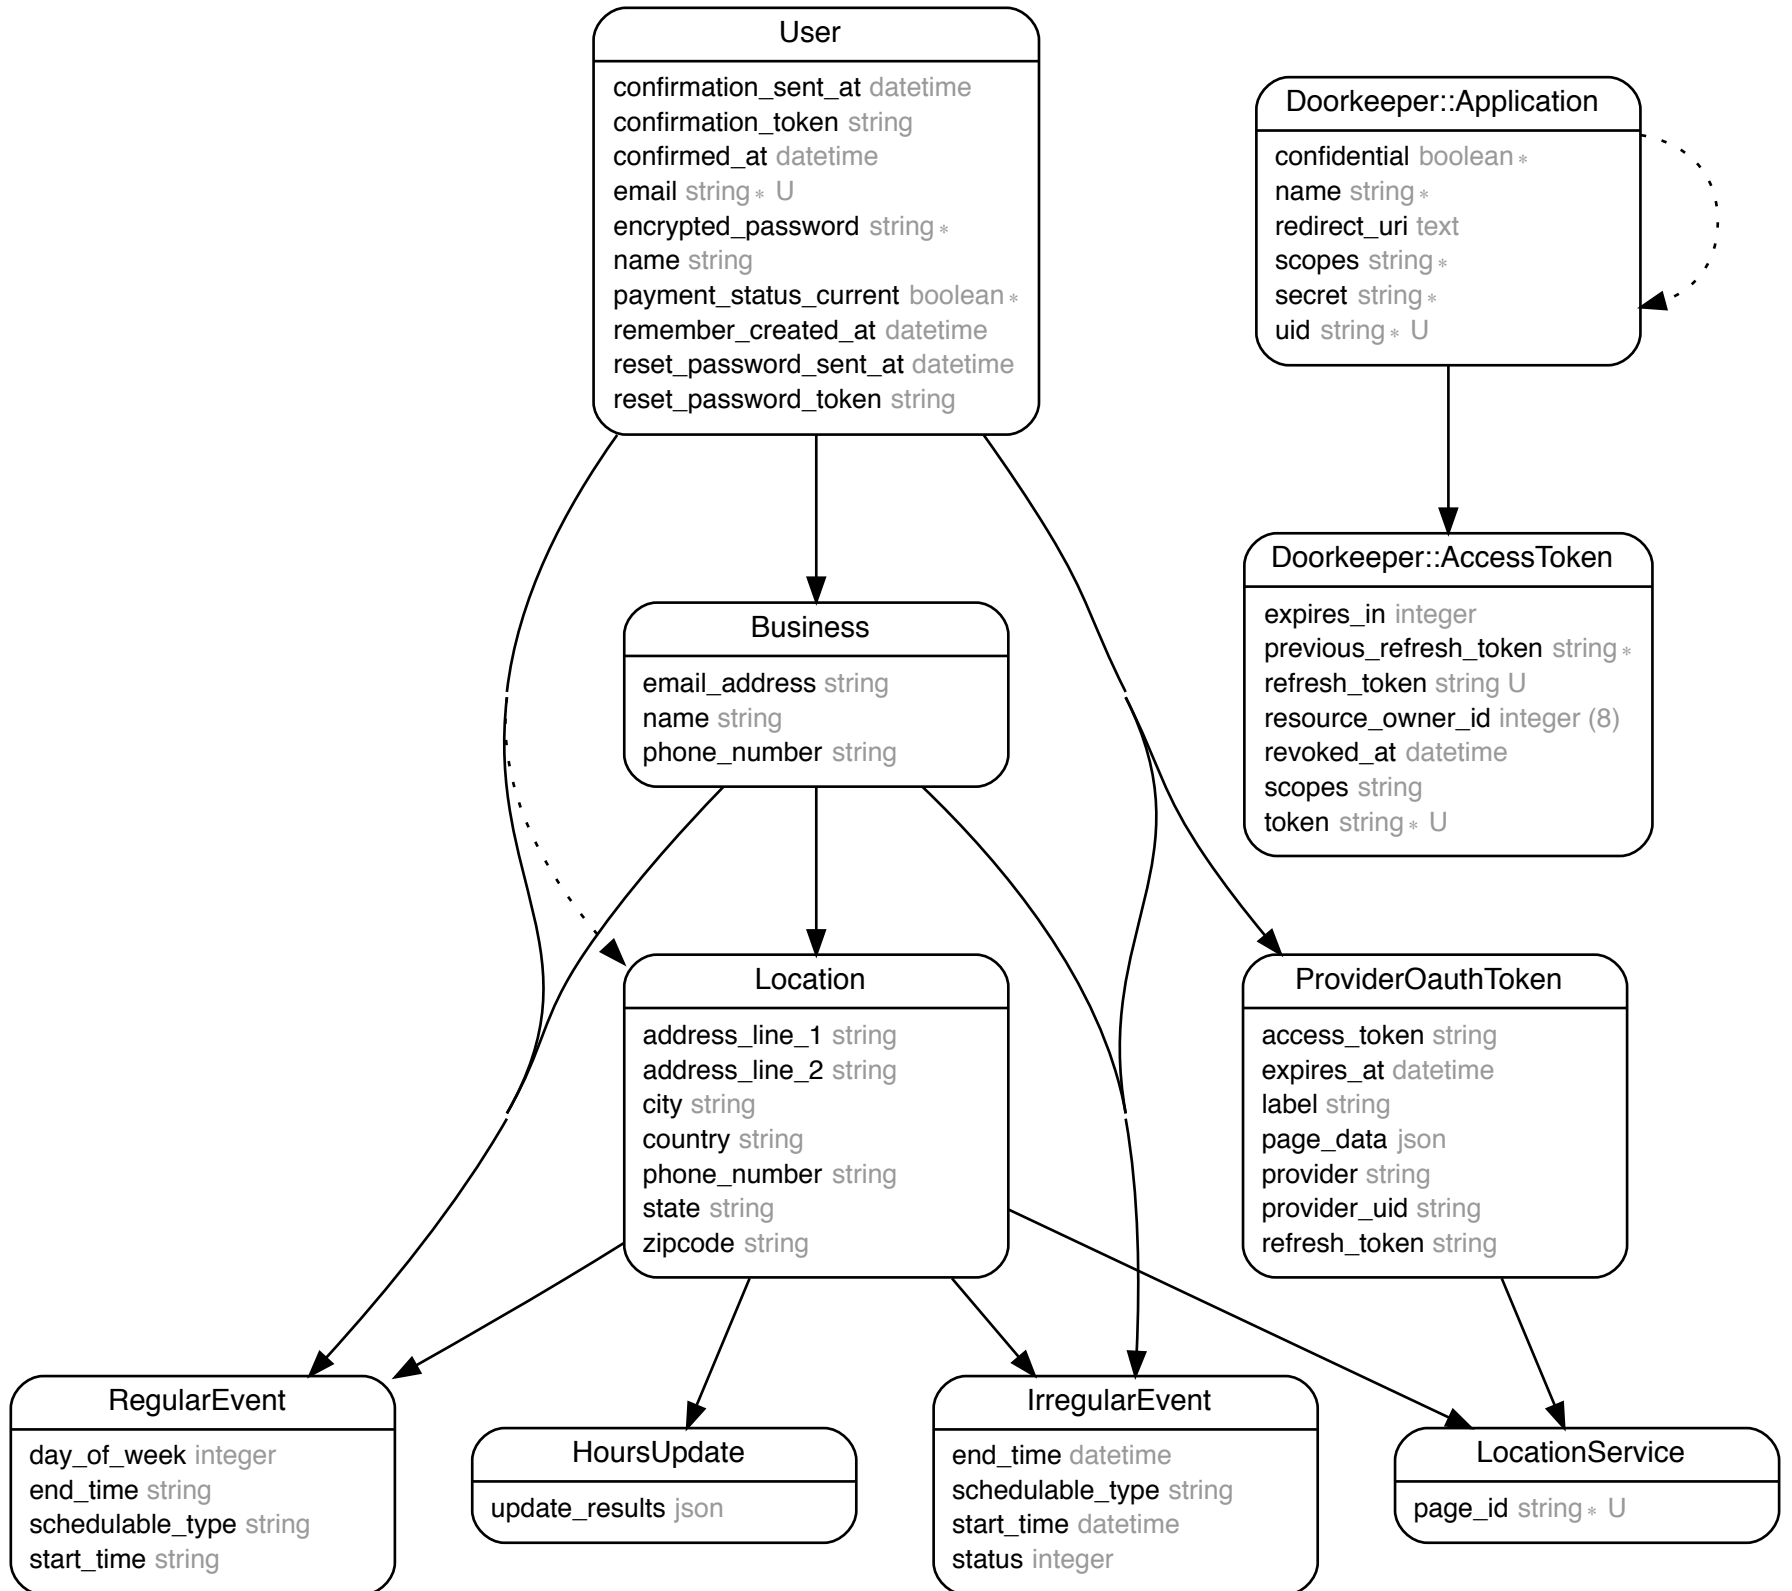 User
confirmation_sent_at datetime
confirmation_token string
confirmed_at datetime
email string* U
encrypted_password string*
name string
payment_status_current boolean*
remember_created_at datetime
reset_password_sent_at datetime
reset_password_token string
Doorkeeper::Application
confidential boolean*
name string*
redirect_uri text
scopes string*
secret string*
uid string* U
Doorkeeper::AccessToken
expires_in integer
previous_refresh_token string*
refresh_token string U
resource_owner_id integer (8)
revoked_at datetime
scopes string
token string* U
Business
email_address string
name string
phone_number string
Location
address_line_1 string
address_line_2 string
city string
country string
phone_number string
state string
zipcode string
ProviderOauthToken
access_token string
expires_at datetime
label string
page_data json
provider string
provider_uid string
refresh_token string
RegularEvent
day_of_week integer
end_time string
schedulable_type string
start_time string
HoursUpdate
update_results json
IrregularEvent
end_time datetime
schedulable_type string
start_time datetime
status integer
LocationService
page_id string* U